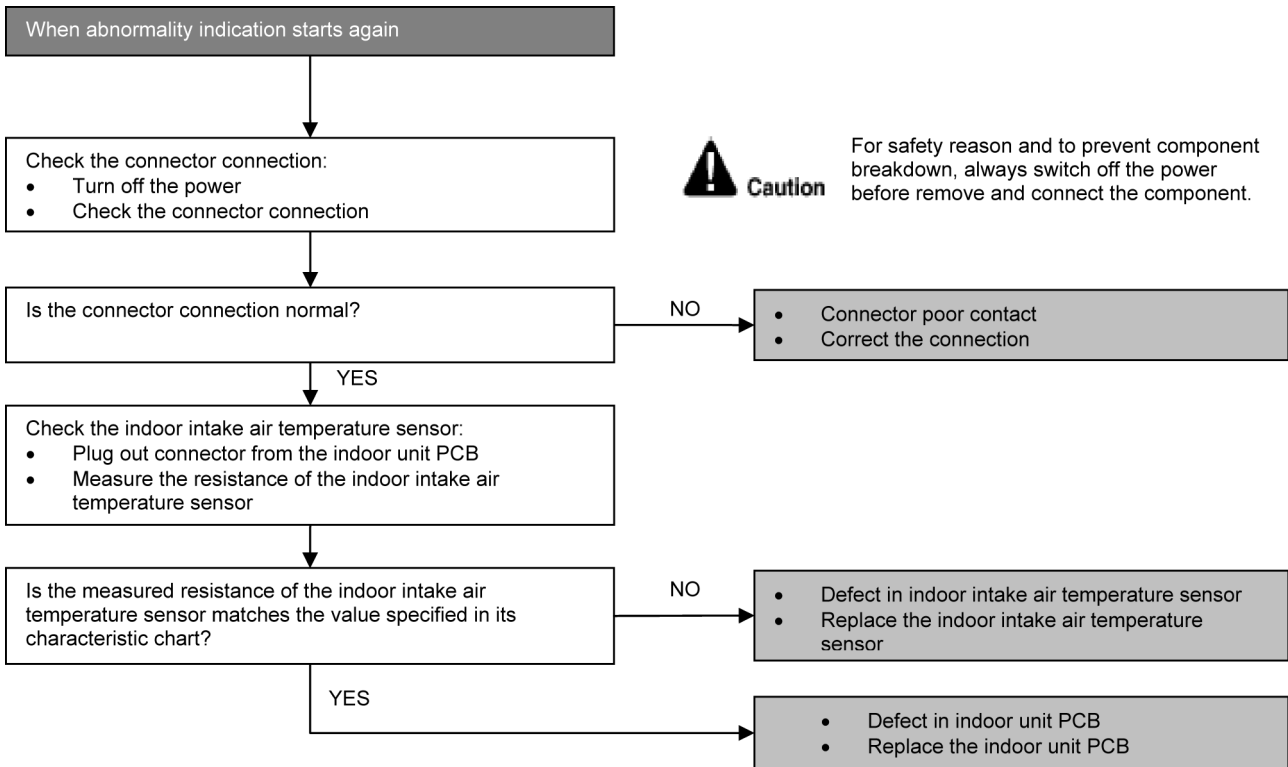 When abnormality indication starts again
Check the connector connection:
• Turn off the power
• Check the connector connection
Caution
For safety reason and to prevent component
breakdown, always switch off the power
before remove and connect the component.
Is the connector connection normal?
NO
• Connector poor contact
• Correct the connection
YES
Check the indoor intake air temperature sensor:
• Plug out connector from the indoor unit PCB
• Measure the resistance of the indoor intake air
temperature sensor
Is the measured resistance of the indoor intake air
temperature sensor matches the value specified in its
characteristic chart?
NO
• Defect in indoor intake air temperature sensor
• Replace the indoor intake air temperature
sensor
YES
• Defect in indoor unit PCB
• Replace the indoor unit PCB